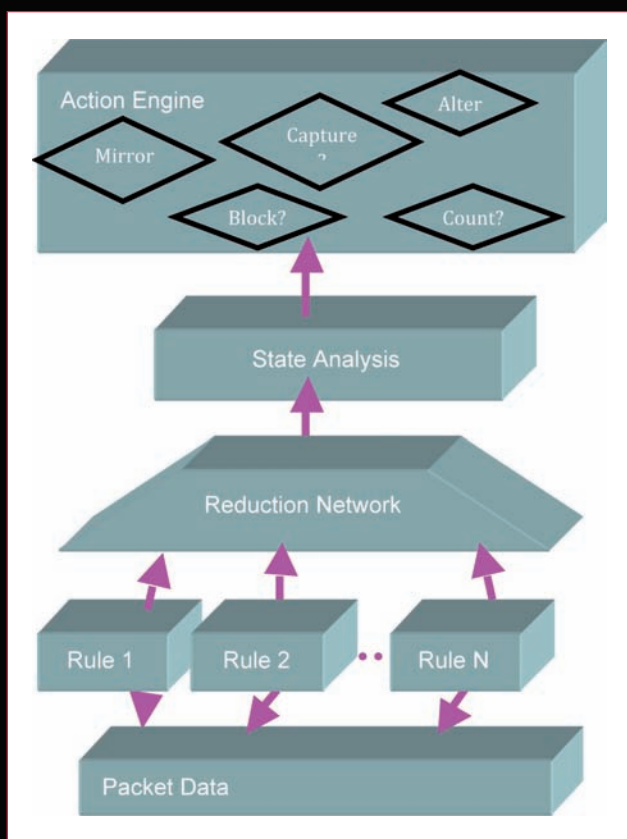 Action Engine
Alter
Capture
Mirror
Block?
Count?
State Analysis
Reduction Network
Rule 1
Rule 2
Rule N
Packet Data